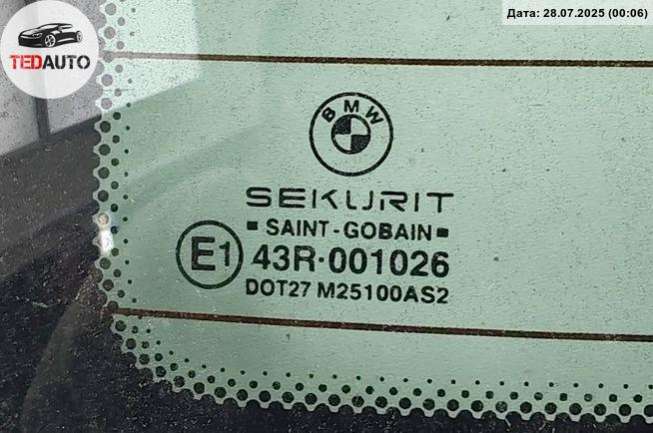 TEDAUTO
Дата: 28.07.2025 (00:06)
BMW
SEKURIT
SAINT-GOBAIN
E1 43R·001026
DOT27 M25100AS2